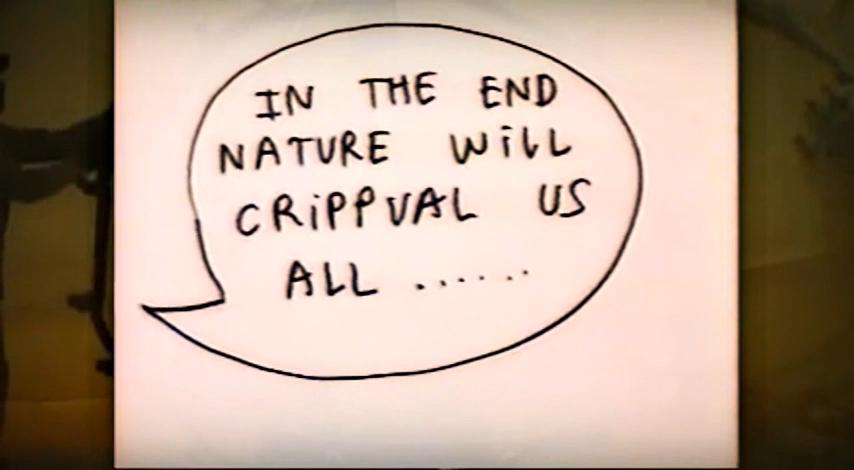 IN THE END
NATURE WiLL
CRiPPVAL US
ALL ......